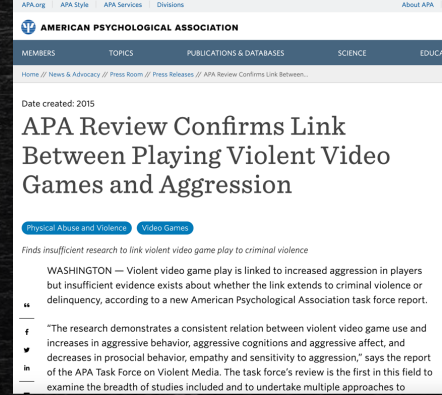 APA.org APA Style APA Services Divisions About APA
AMERICAN PSYCHOLOGICAL ASSOCIATION
MEMBERS TOPICS PUBLICATIONS & DATABASES SCIENCE EDUCA
Home // News & Advocacy // Press Room // Press Releases // APA Review Confirms Link Between...
Date created: 2015
APA Review Confirms Link
Between Playing Violent Video
Games and Aggression
Physical Abuse and Violence Video Games
Finds insufficient research to link violent video game play to criminal violence
WASHINGTON — Violent video game play is linked to increased aggression in players
but insufficient evidence exists about whether the link extends to criminal violence or
delinquency, according to a new American Psychological Association task force report.
"The research demonstrates a consistent relation between violent video game use and
increases in aggressive behavior, aggressive cognitions and aggressive affect, and
decreases in prosocial behavior, empathy and sensitivity to aggression," says the report
of the APA Task Force on Violent Media. The task force's review is the first in this field to
examine the breadth of studies included and to undertake multiple approaches to